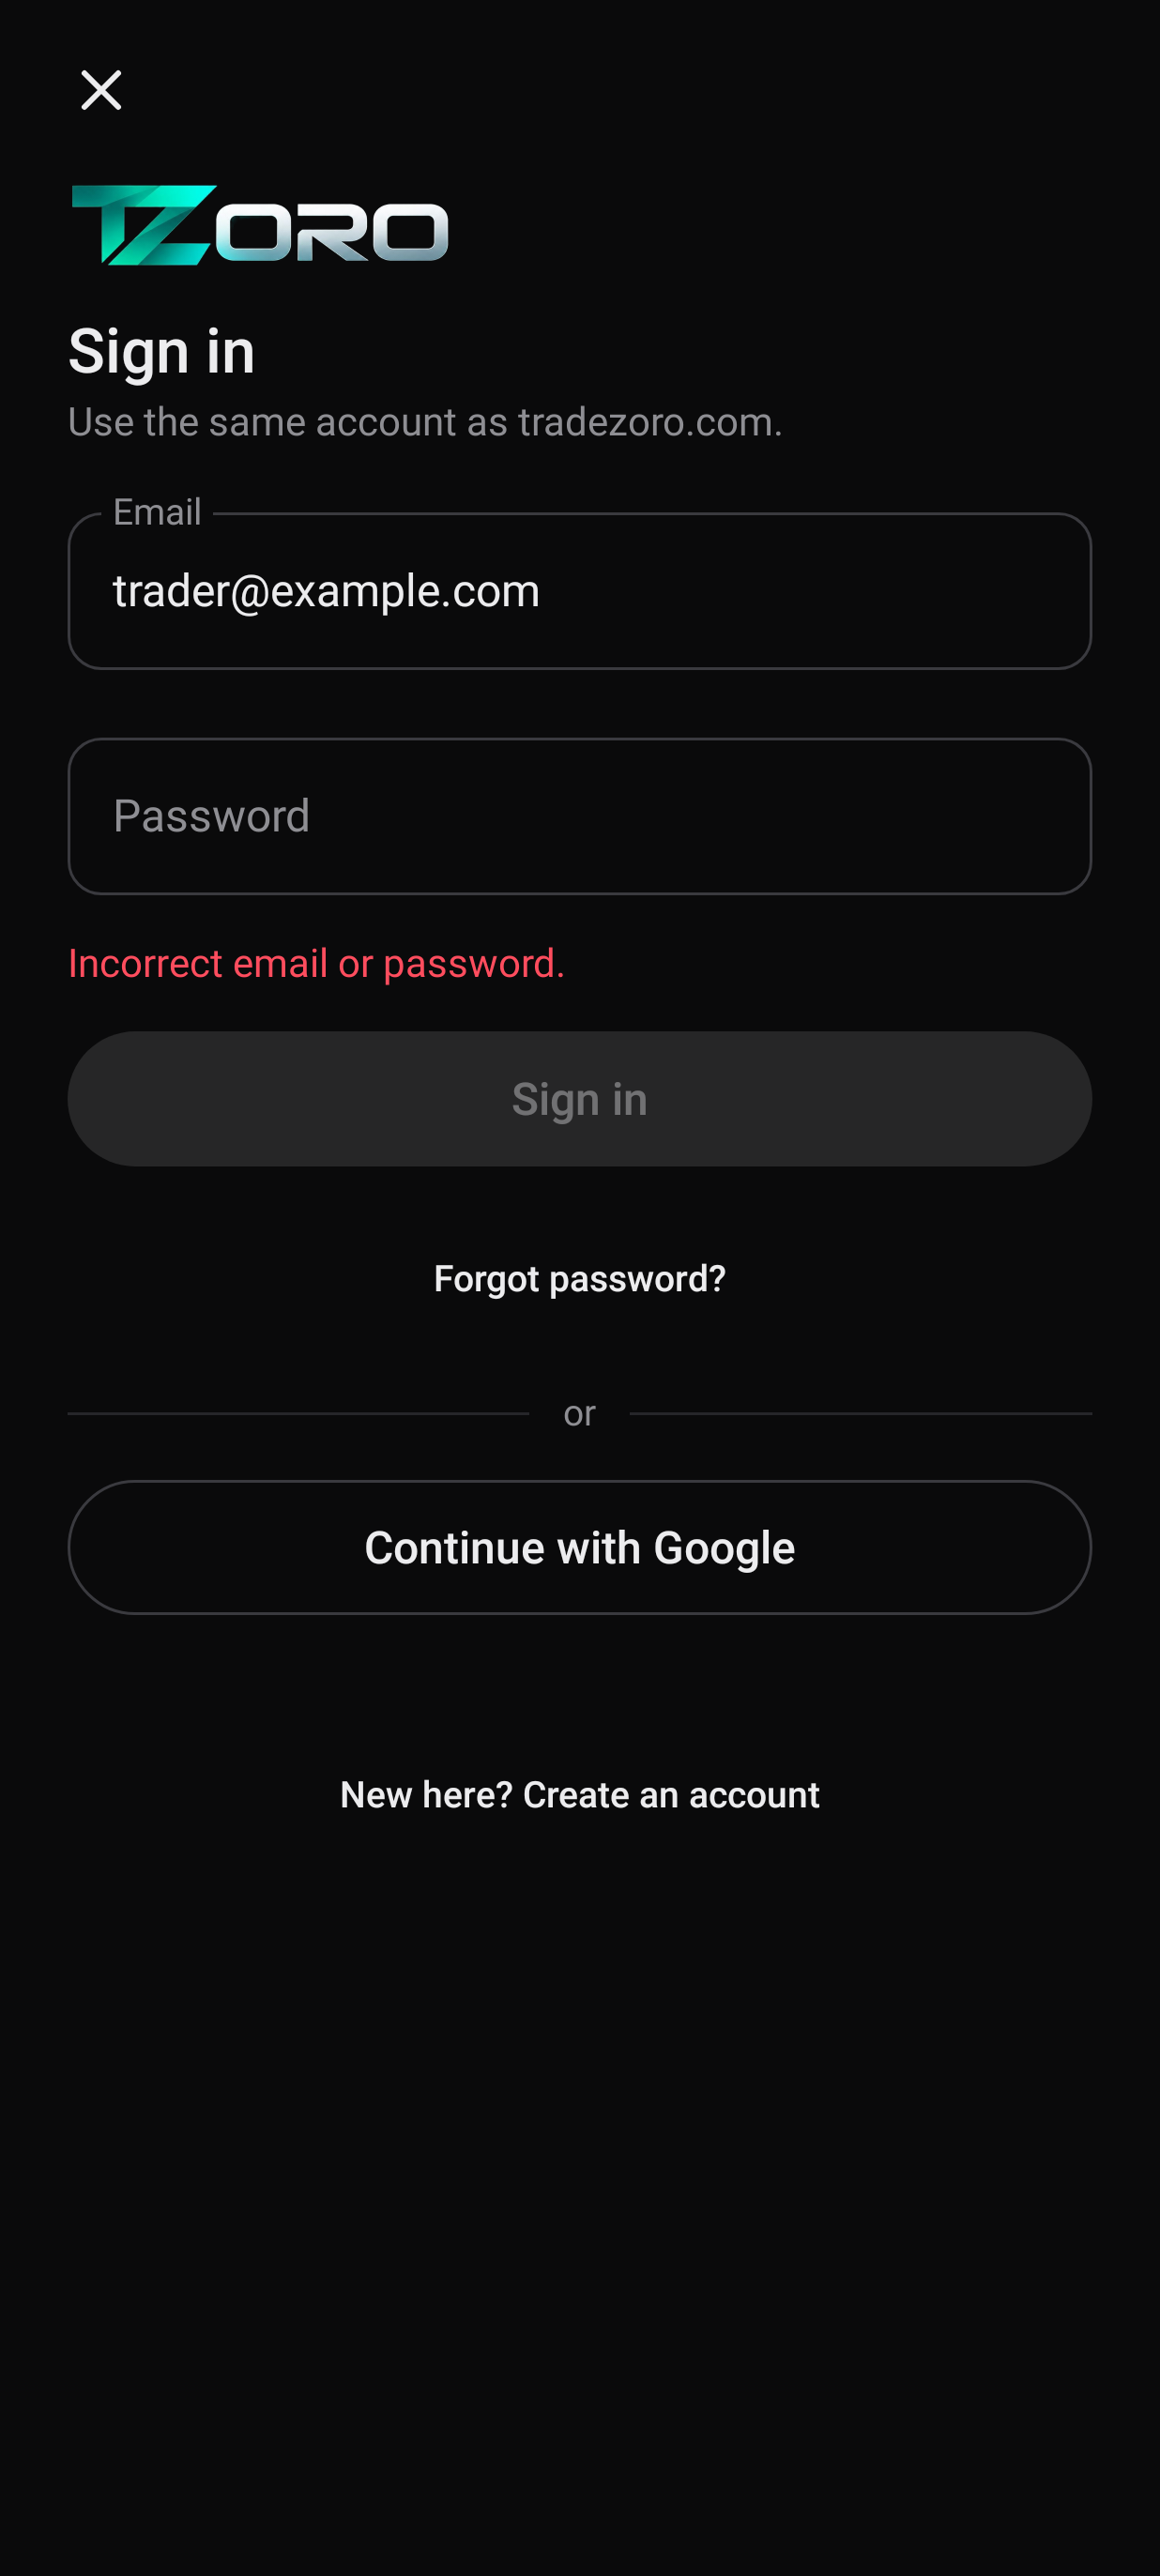 TZORO
Sign in
Use the same account as tradezoro.com.
Email
trader@example.com
Password
Incorrect email or password.
Sign in
Forgot password?
or
Continue with Google
New here? Create an account